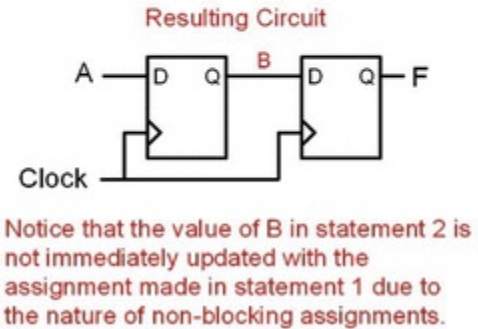 Resulting Circuit
A D Q B D Q F
Clock
Notice that the value of B in statement 2 is
not immediately updated with the
assignment made in statement 1 due to
the nature of non-blocking assignments.